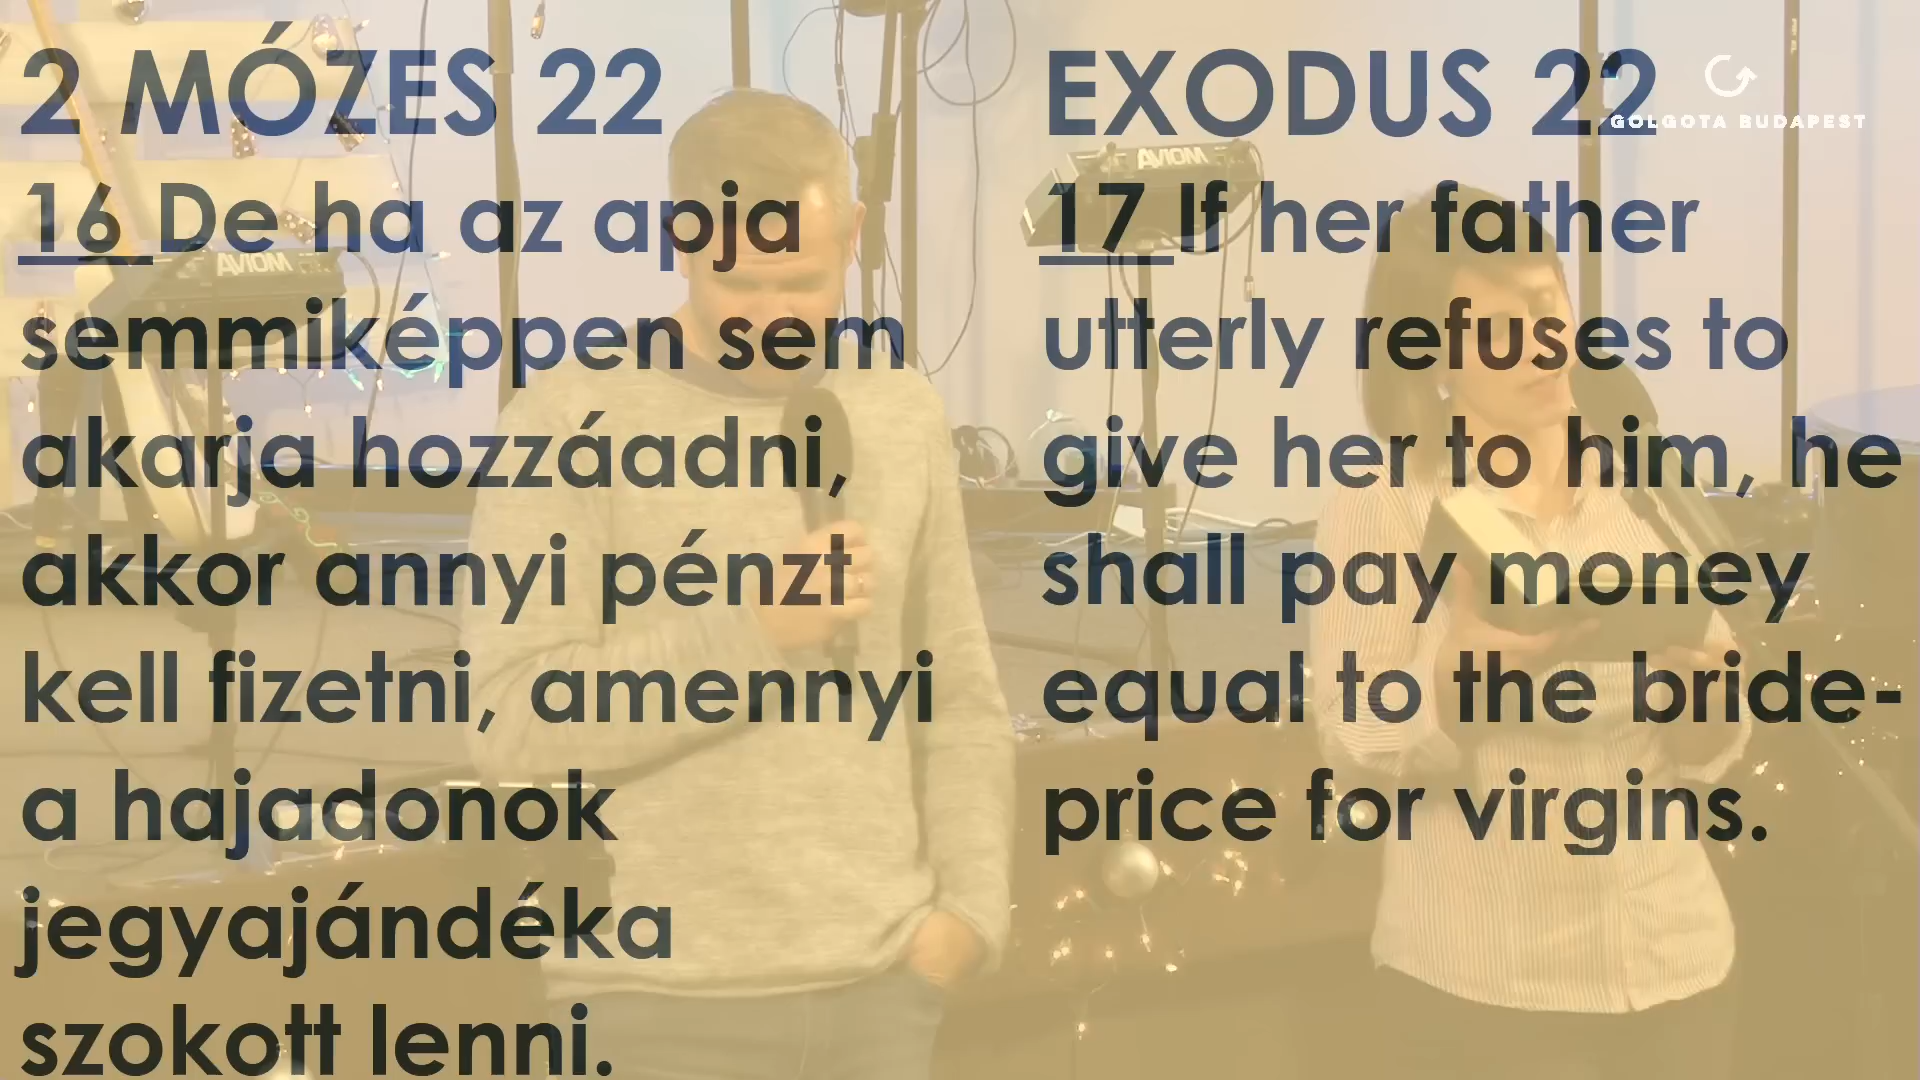 2 MÓZES 22
16 De ha az apja
semmiképpen sem
akarja hozzáadni,
akkor annyi pénzt
kell fizetni, amennyi
a hajadonok
jegyajándéka
szokott lenni.
EXODUS 22
17 If her father
utterly refuses to
give her to him, he
shall pay money
equal to the bride-
price for virgins.
GOLGOTA BUDAPEST
AVIOM
AVIOM